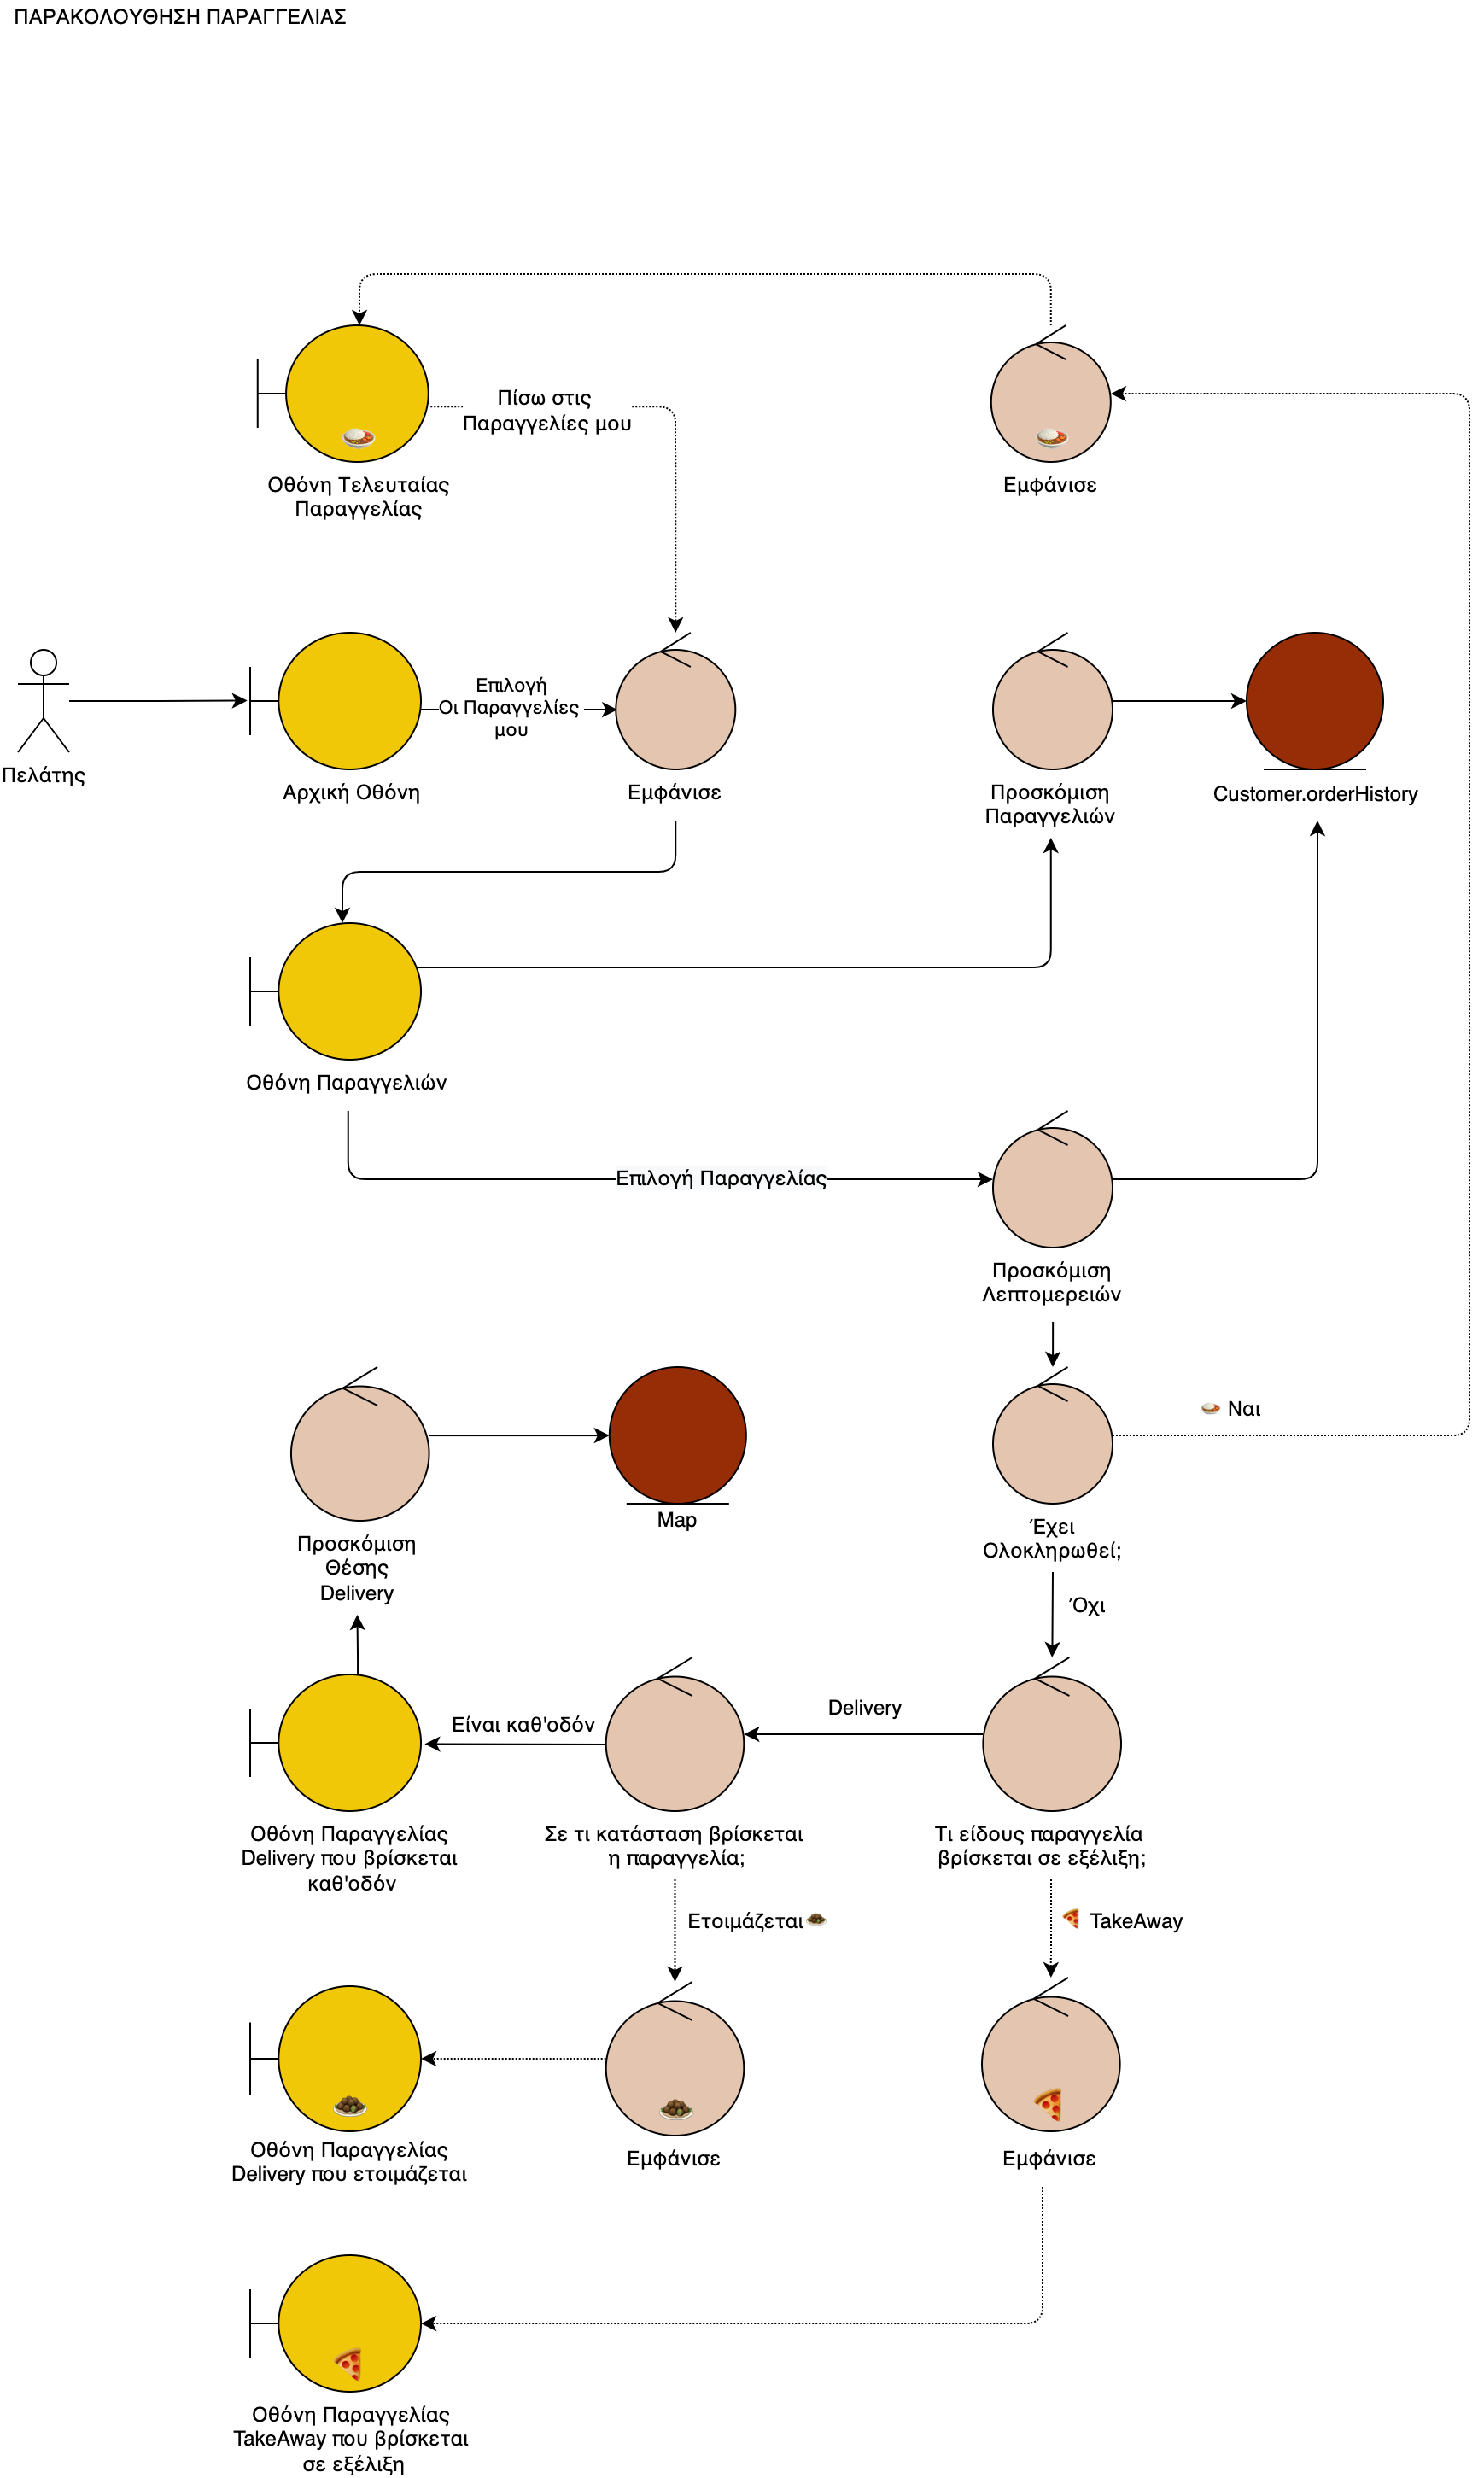 ΠΑΡΑΚΟΛΟΥΘΗΣΗ ΠΑΡΑΓΓΕΛΙΑΣ
Πίσω στις
Παραγγελίες μου
Οθόνη Τελευταίας
Παραγγελίας
Εμφάνισε
Πελάτης
Επιλογή
Οι Παραγγελίες
μου
Αρχική Οθόνη
Εμφάνισε
Προσκόμιση
Παραγγελιών
Customer.orderHistory
Οθόνη Παραγγελιών
Επιλογή Παραγγελίας
Προσκόμιση
Λεπτομερειών
Ναι
Προσκόμιση
Θέσης
Delivery
Map
Έχει
Ολοκληρωθεί;
Όχι
Είναι καθ'οδόν
Delivery
Οθόνη Παραγγελίας
Delivery που βρίσκεται
καθ'οδόν
Σε τι κατάσταση βρίσκεται
η παραγγελία;
Τι είδους παραγγελία
βρίσκεται σε εξέλιξη;
Ετοιμάζεται
TakeAway
Οθόνη Παραγγελίας
Delivery που ετοιμάζεται
Εμφάνισε
Εμφάνισε
Οθόνη Παραγγελίας
TakeAway που βρίσκεται
σε εξέλιξη